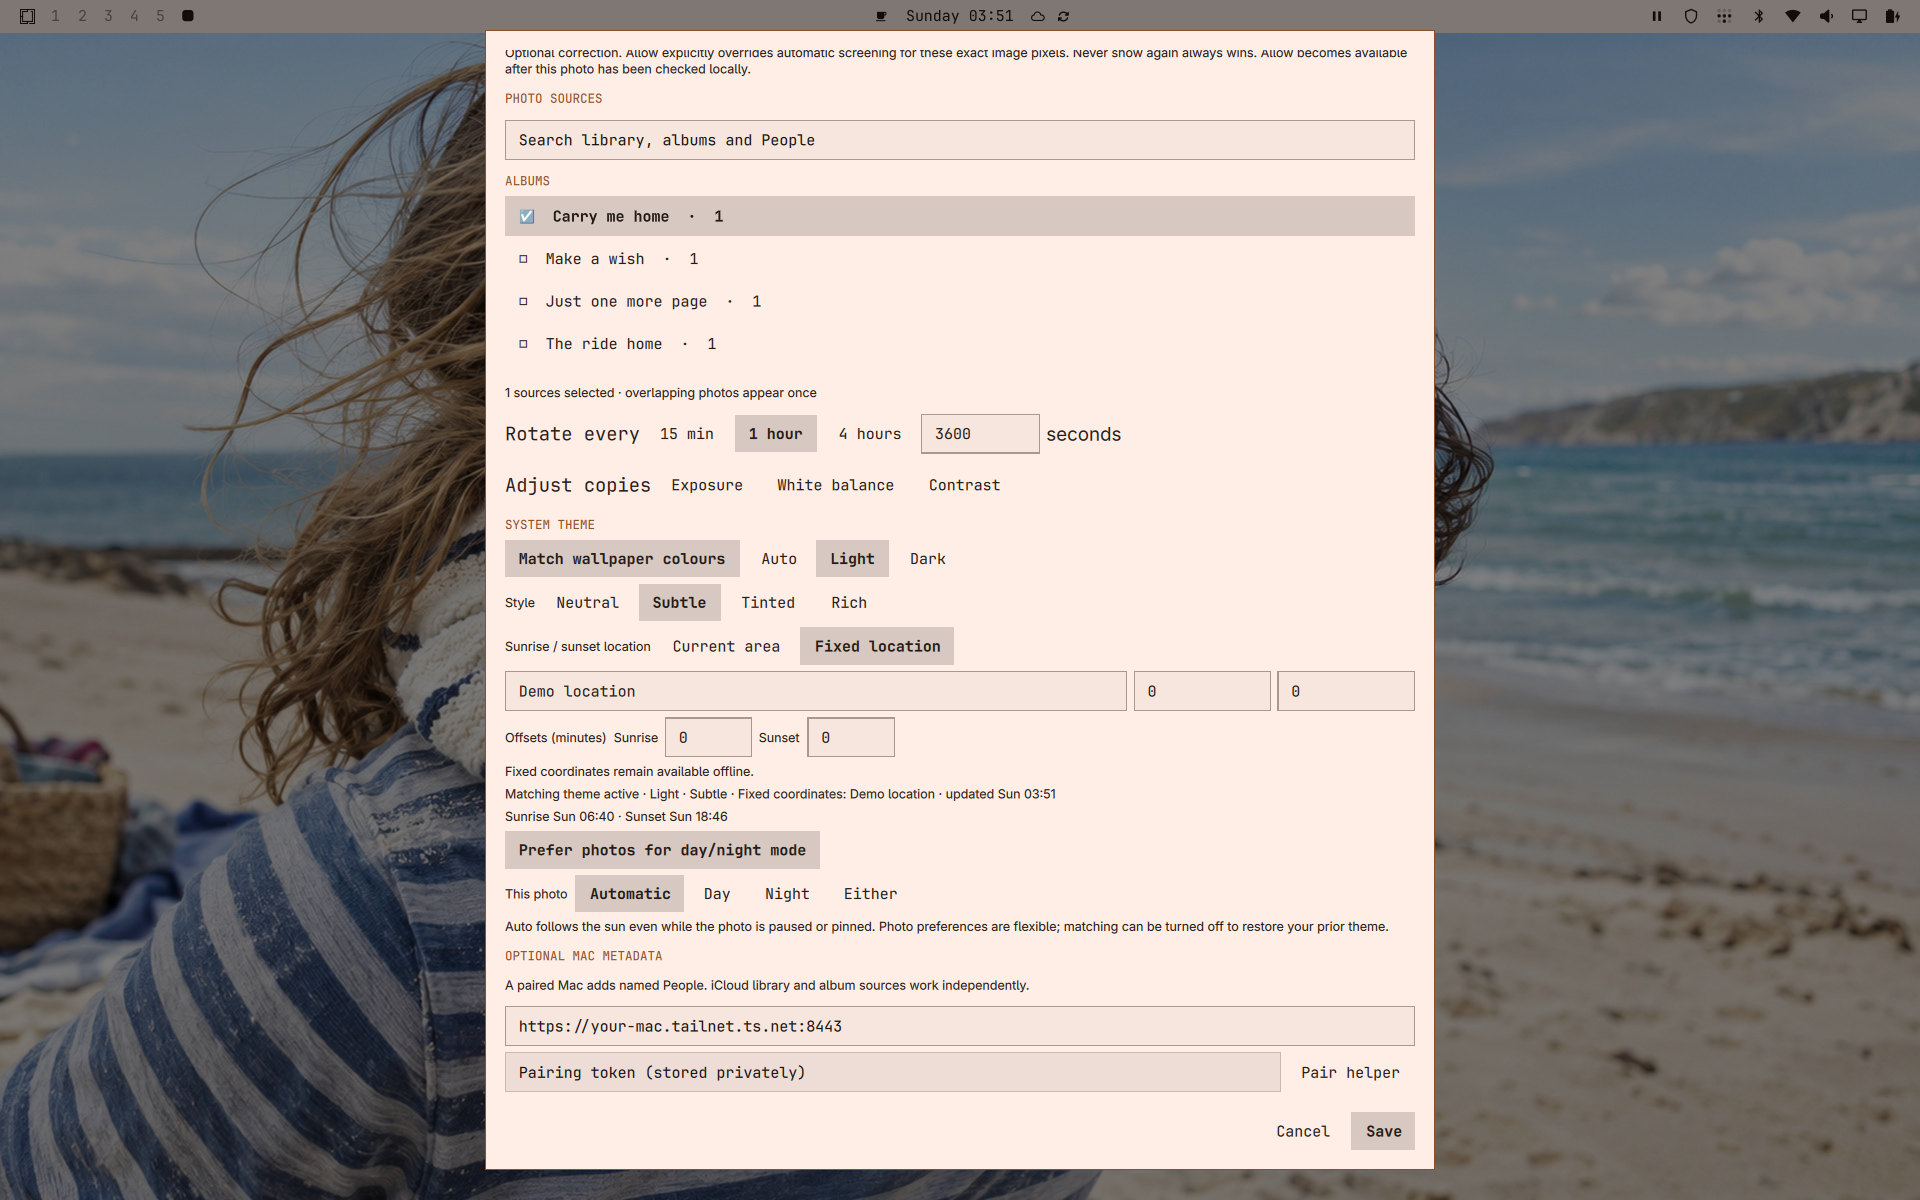 1 2 3 4 5
Sunday 03:51
Optional correction. Allow explicitly overrides automatic screening for these exact image pixels. Never show again always wins. Allow becomes available
after this photo has been checked locally.
PHOTO SOURCES
Search library, albums and People
ALBUMS
Carry me home · 1
Make a wish · 1
Just one more page · 1
The ride home · 1
1 sources selected · overlapping photos appear once
Rotate every 15 min 1 hour 4 hours 3600 seconds
Adjust copies Exposure White balance Contrast
SYSTEM THEME
Match wallpaper colours Auto Light Dark
Style Neutral Subtle Tinted Rich
Sunrise / sunset location Current area Fixed location
Demo location 0 0
Offsets (minutes) Sunrise 0 Sunset 0
Fixed coordinates remain available offline.
Matching theme active · Light · Subtle · Fixed coordinates: Demo location · updated Sun 03:51
Sunrise Sun 06:40 · Sunset Sun 18:46
Prefer photos for day/night mode
This photo Automatic Day Night Either
Auto follows the sun even while the photo is paused or pinned. Photo preferences are flexible; matching can be turned off to restore your prior theme.
OPTIONAL MAC METADATA
A paired Mac adds named People. iCloud library and album sources work independently.
https://your-mac.tailnet.ts.net:8443
Pairing token (stored privately) Pair helper
Cancel Save